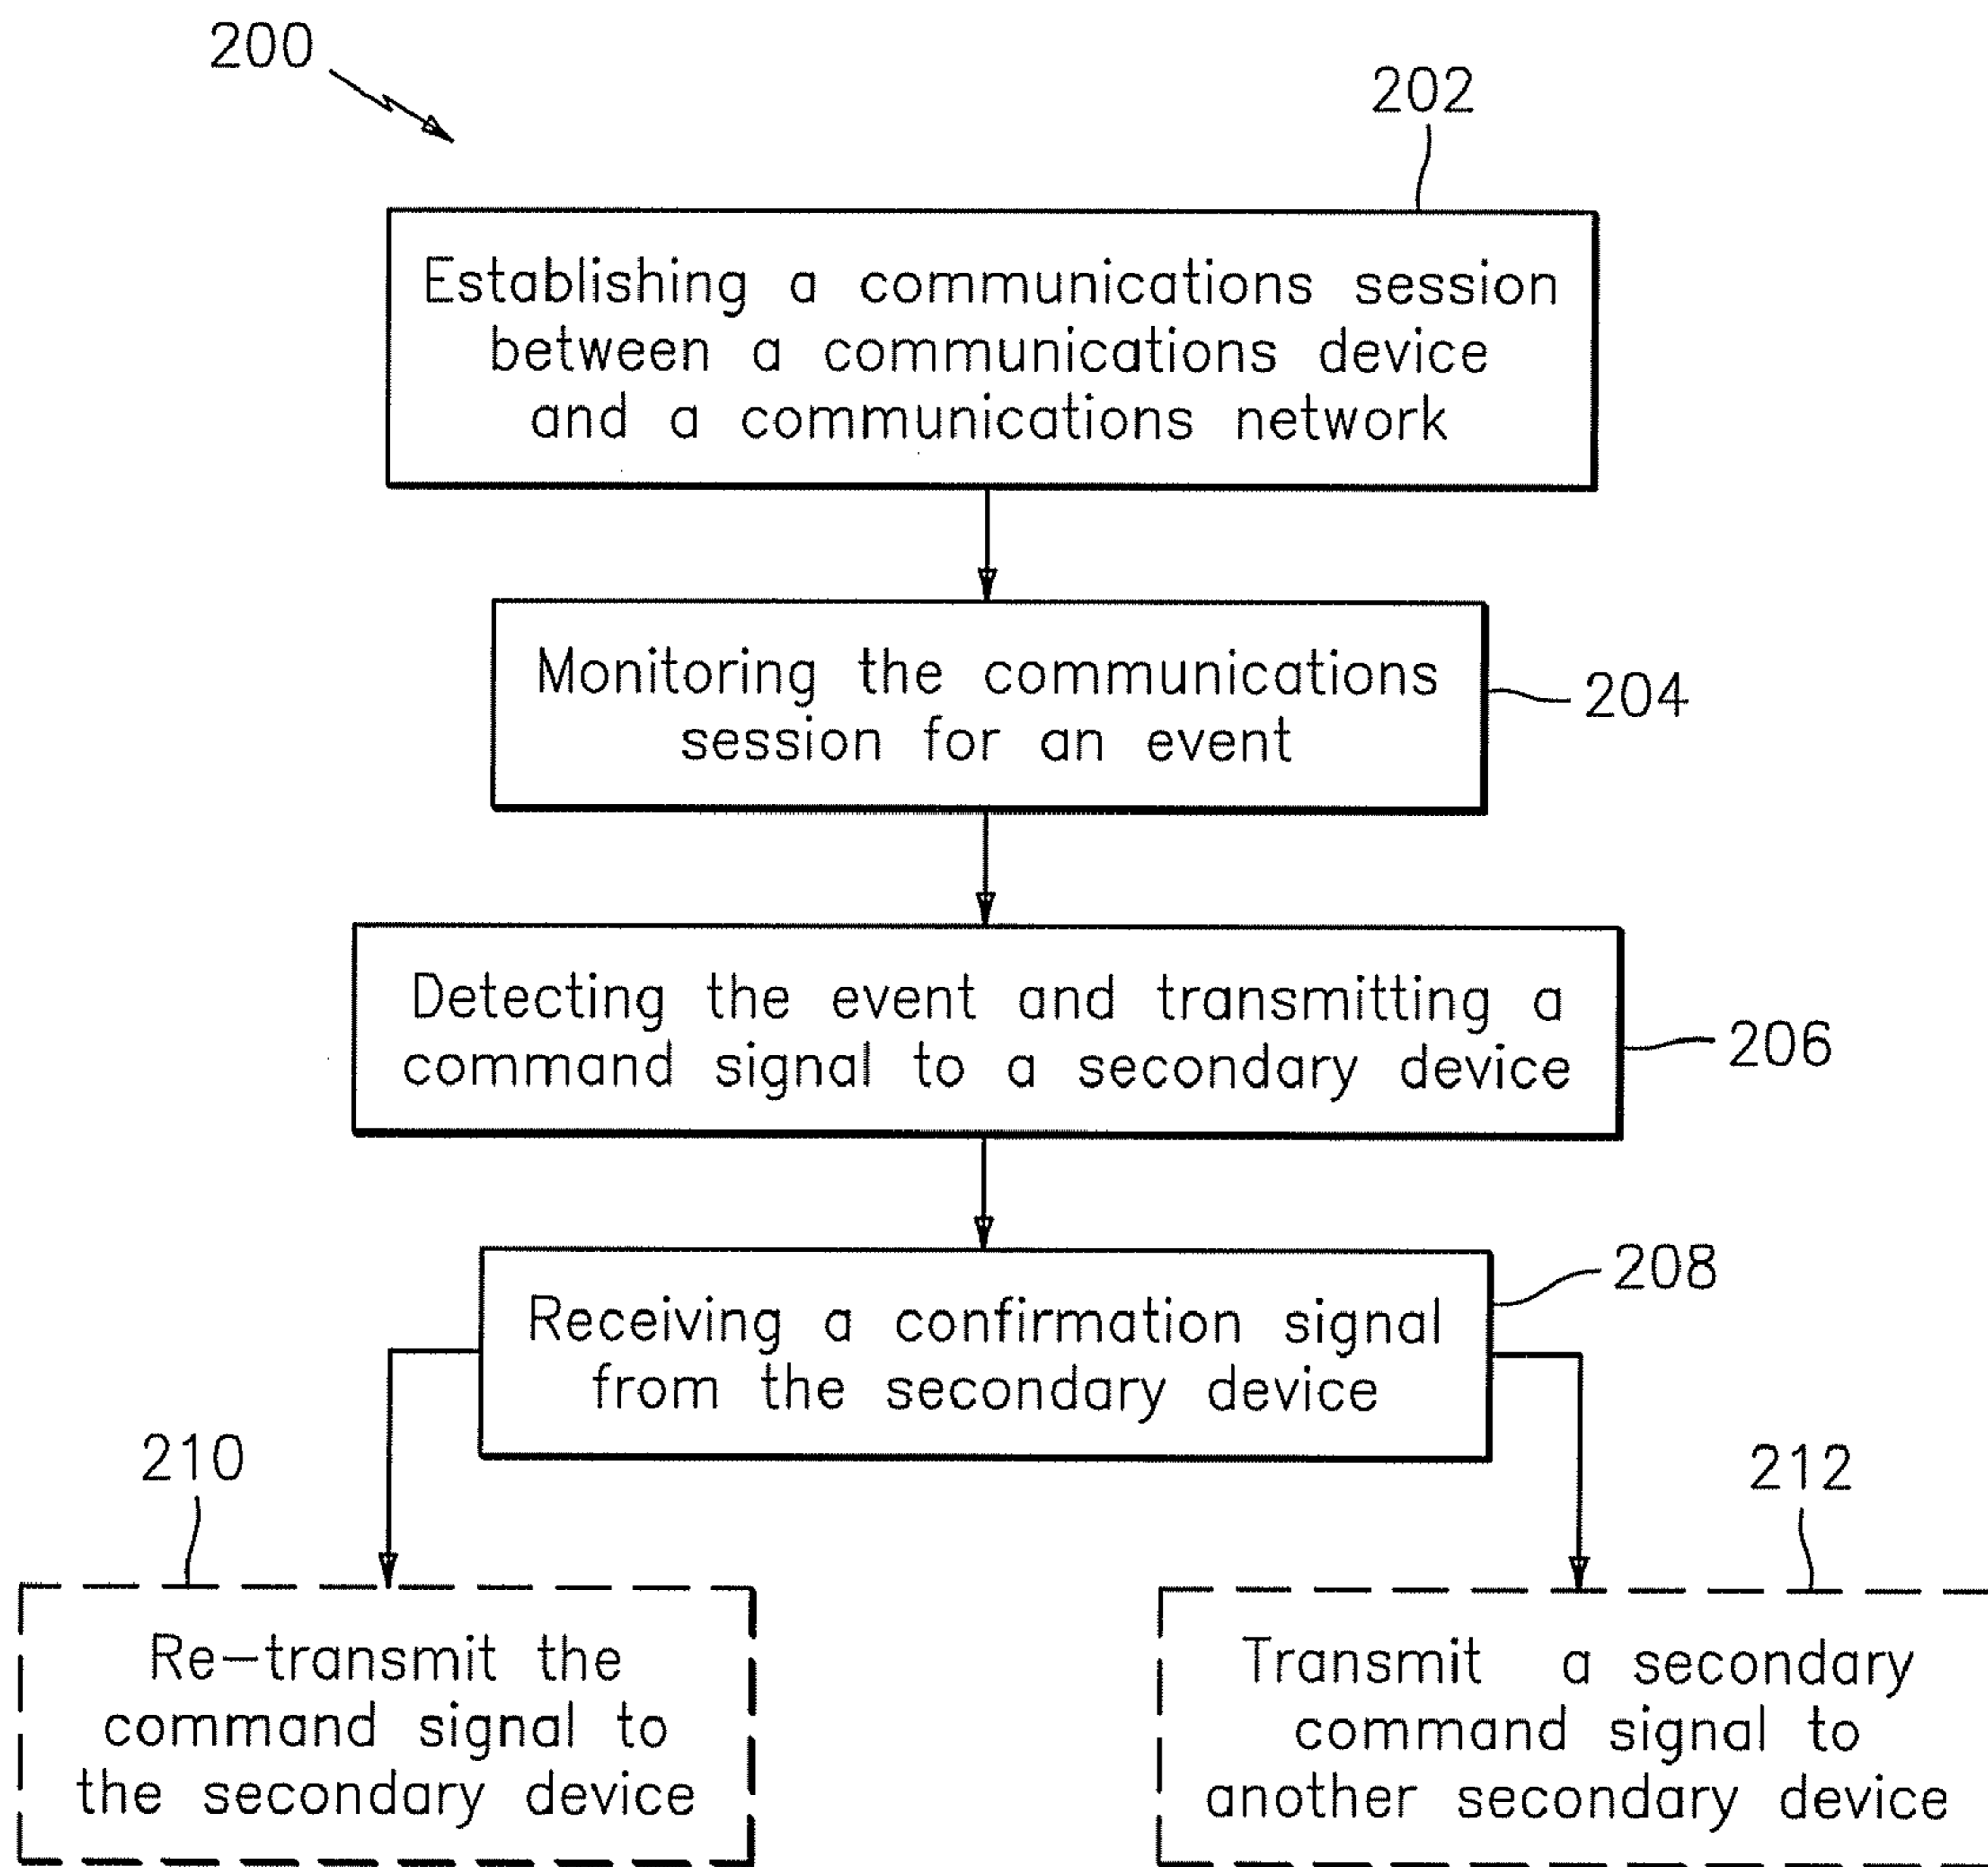 200
202
Establishing a communications session
between a communications device
and a communications network
Monitoring the communications
session for an event
204
Detecting the event and transmitting a
command signal to a secondary device
206
208
Receiving a confirmation signal
from the secondary device
210
212
Re-transmit the
command signal to
the secondary device
Transmit a secondary
command signal to
another secondary device